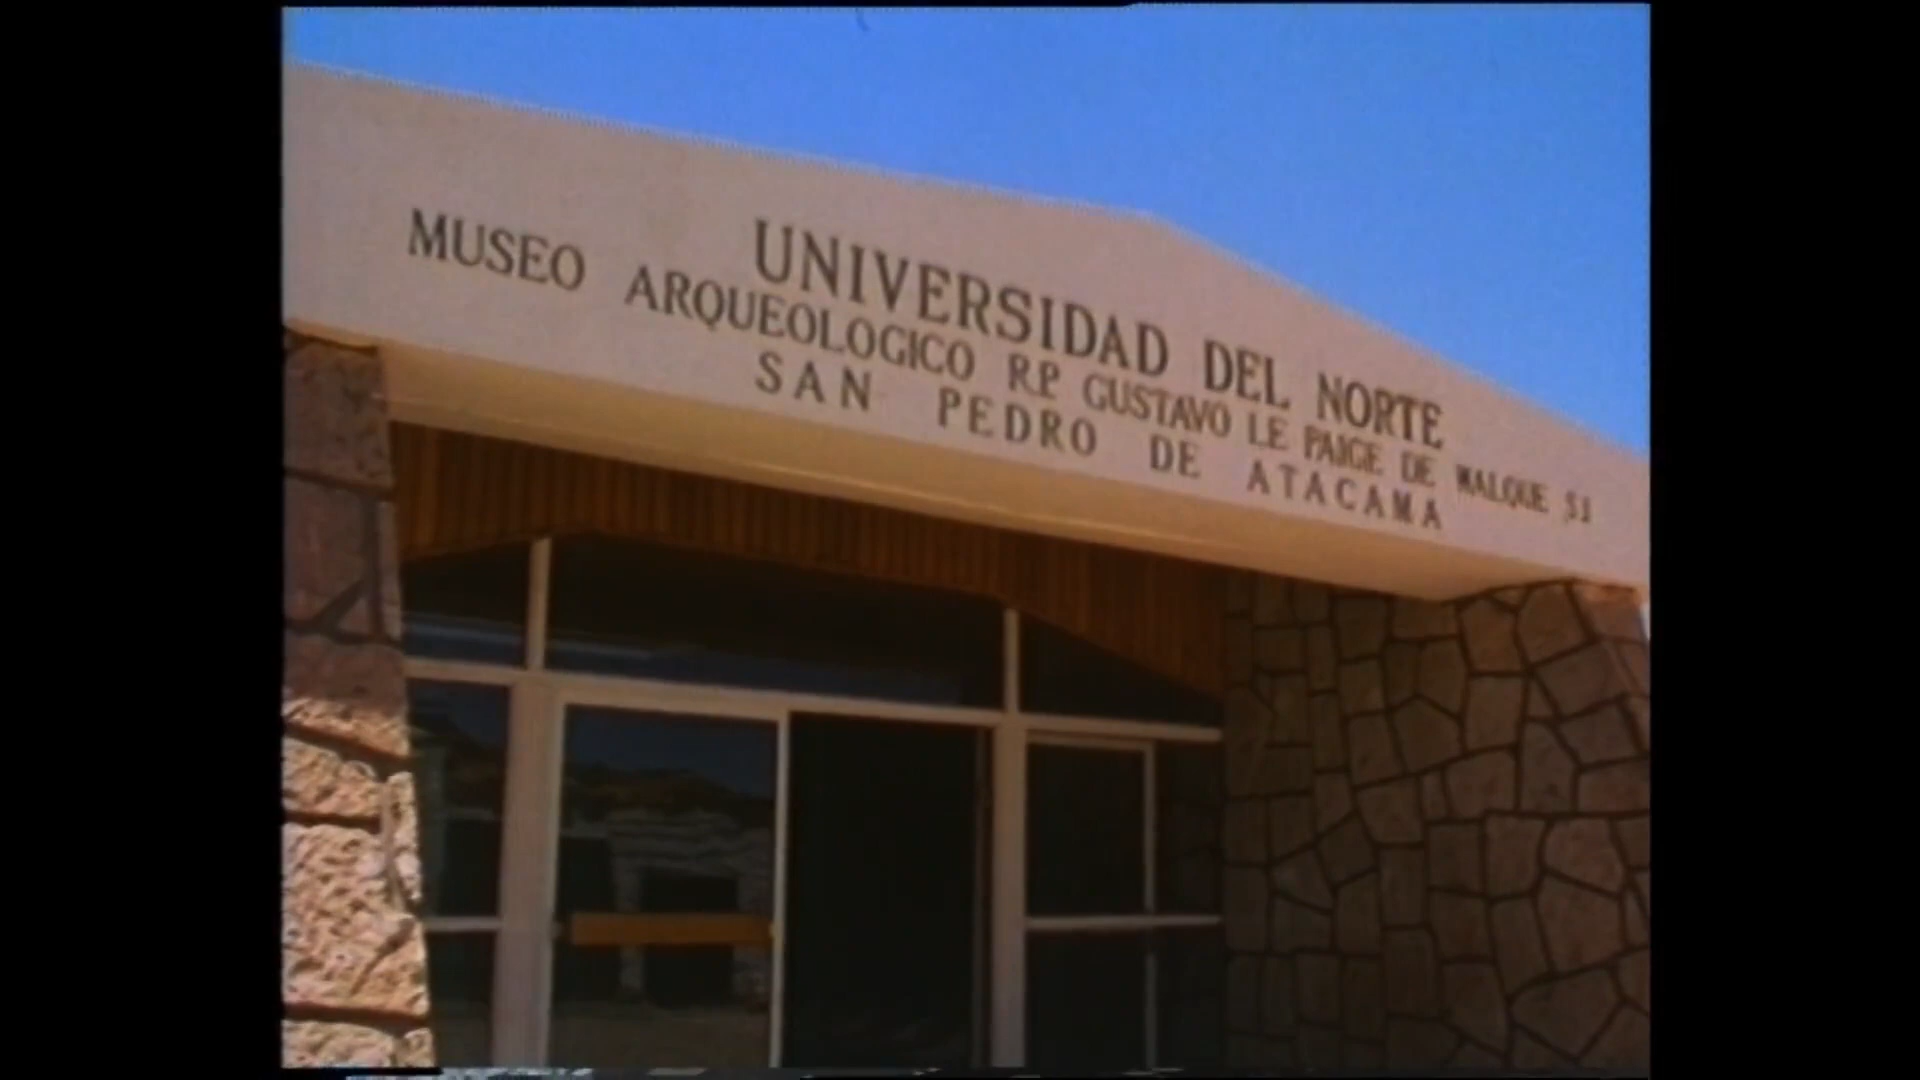 UNIVERSIDAD DEL NORTE
MUSEO ARQUEOLOGICO R.P GUSTAVO LE PAIGE DE WALQUE S.J
SAN PEDRO DE ATACAMA